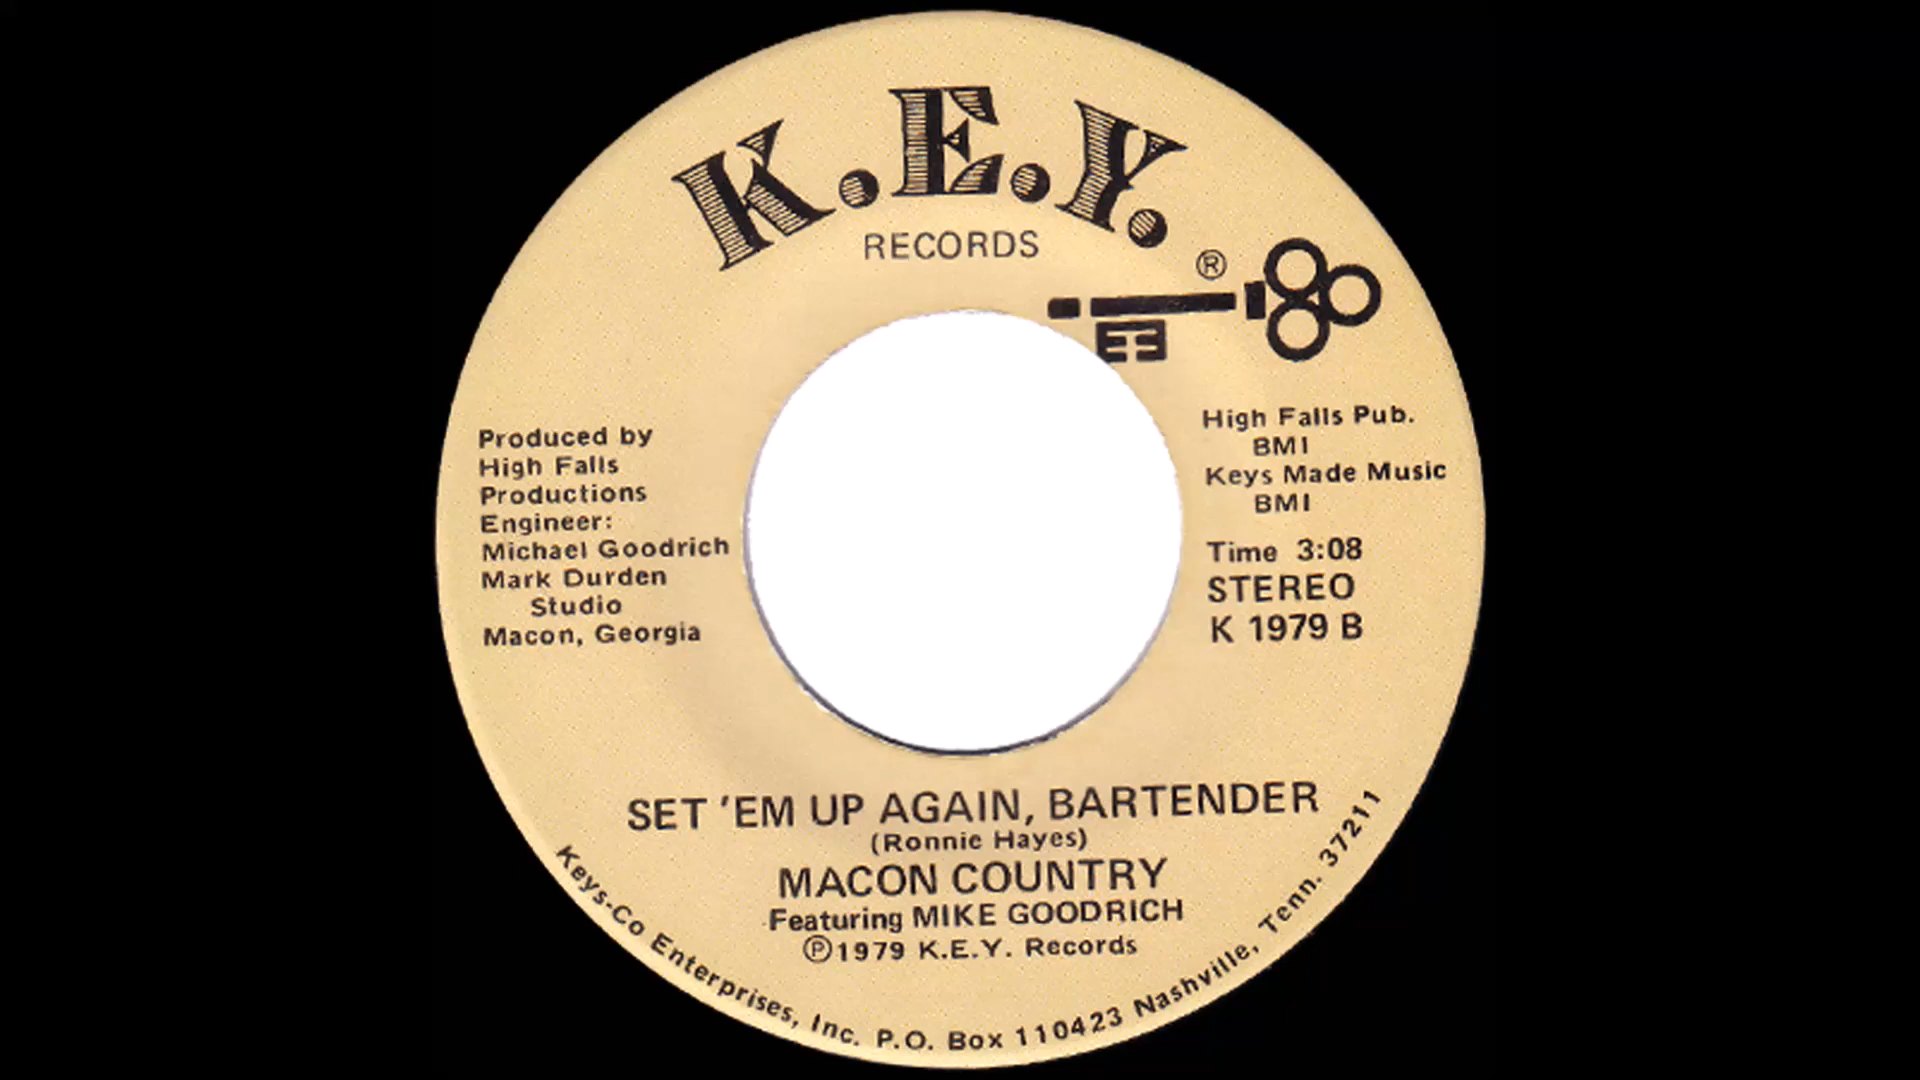 K.E.Y.
RECORDS
®
Produced by
High Falls
Productions
Engineer:
Michael Goodrich
Mark Durden
Studio
Macon, Georgia
High Falls Pub.
BMI
Keys Made Music
BMI
Time 3:08
STEREO
K 1979 B
SET 'EM UP AGAIN, BARTENDER
(Ronnie Hayes)
MACON COUNTRY
Featuring MIKE GOODRICH
℗1979 K.E.Y. Records
Keys-Co Enterprises, Inc. P.O. Box 110423 Nashville, Tenn. 37211